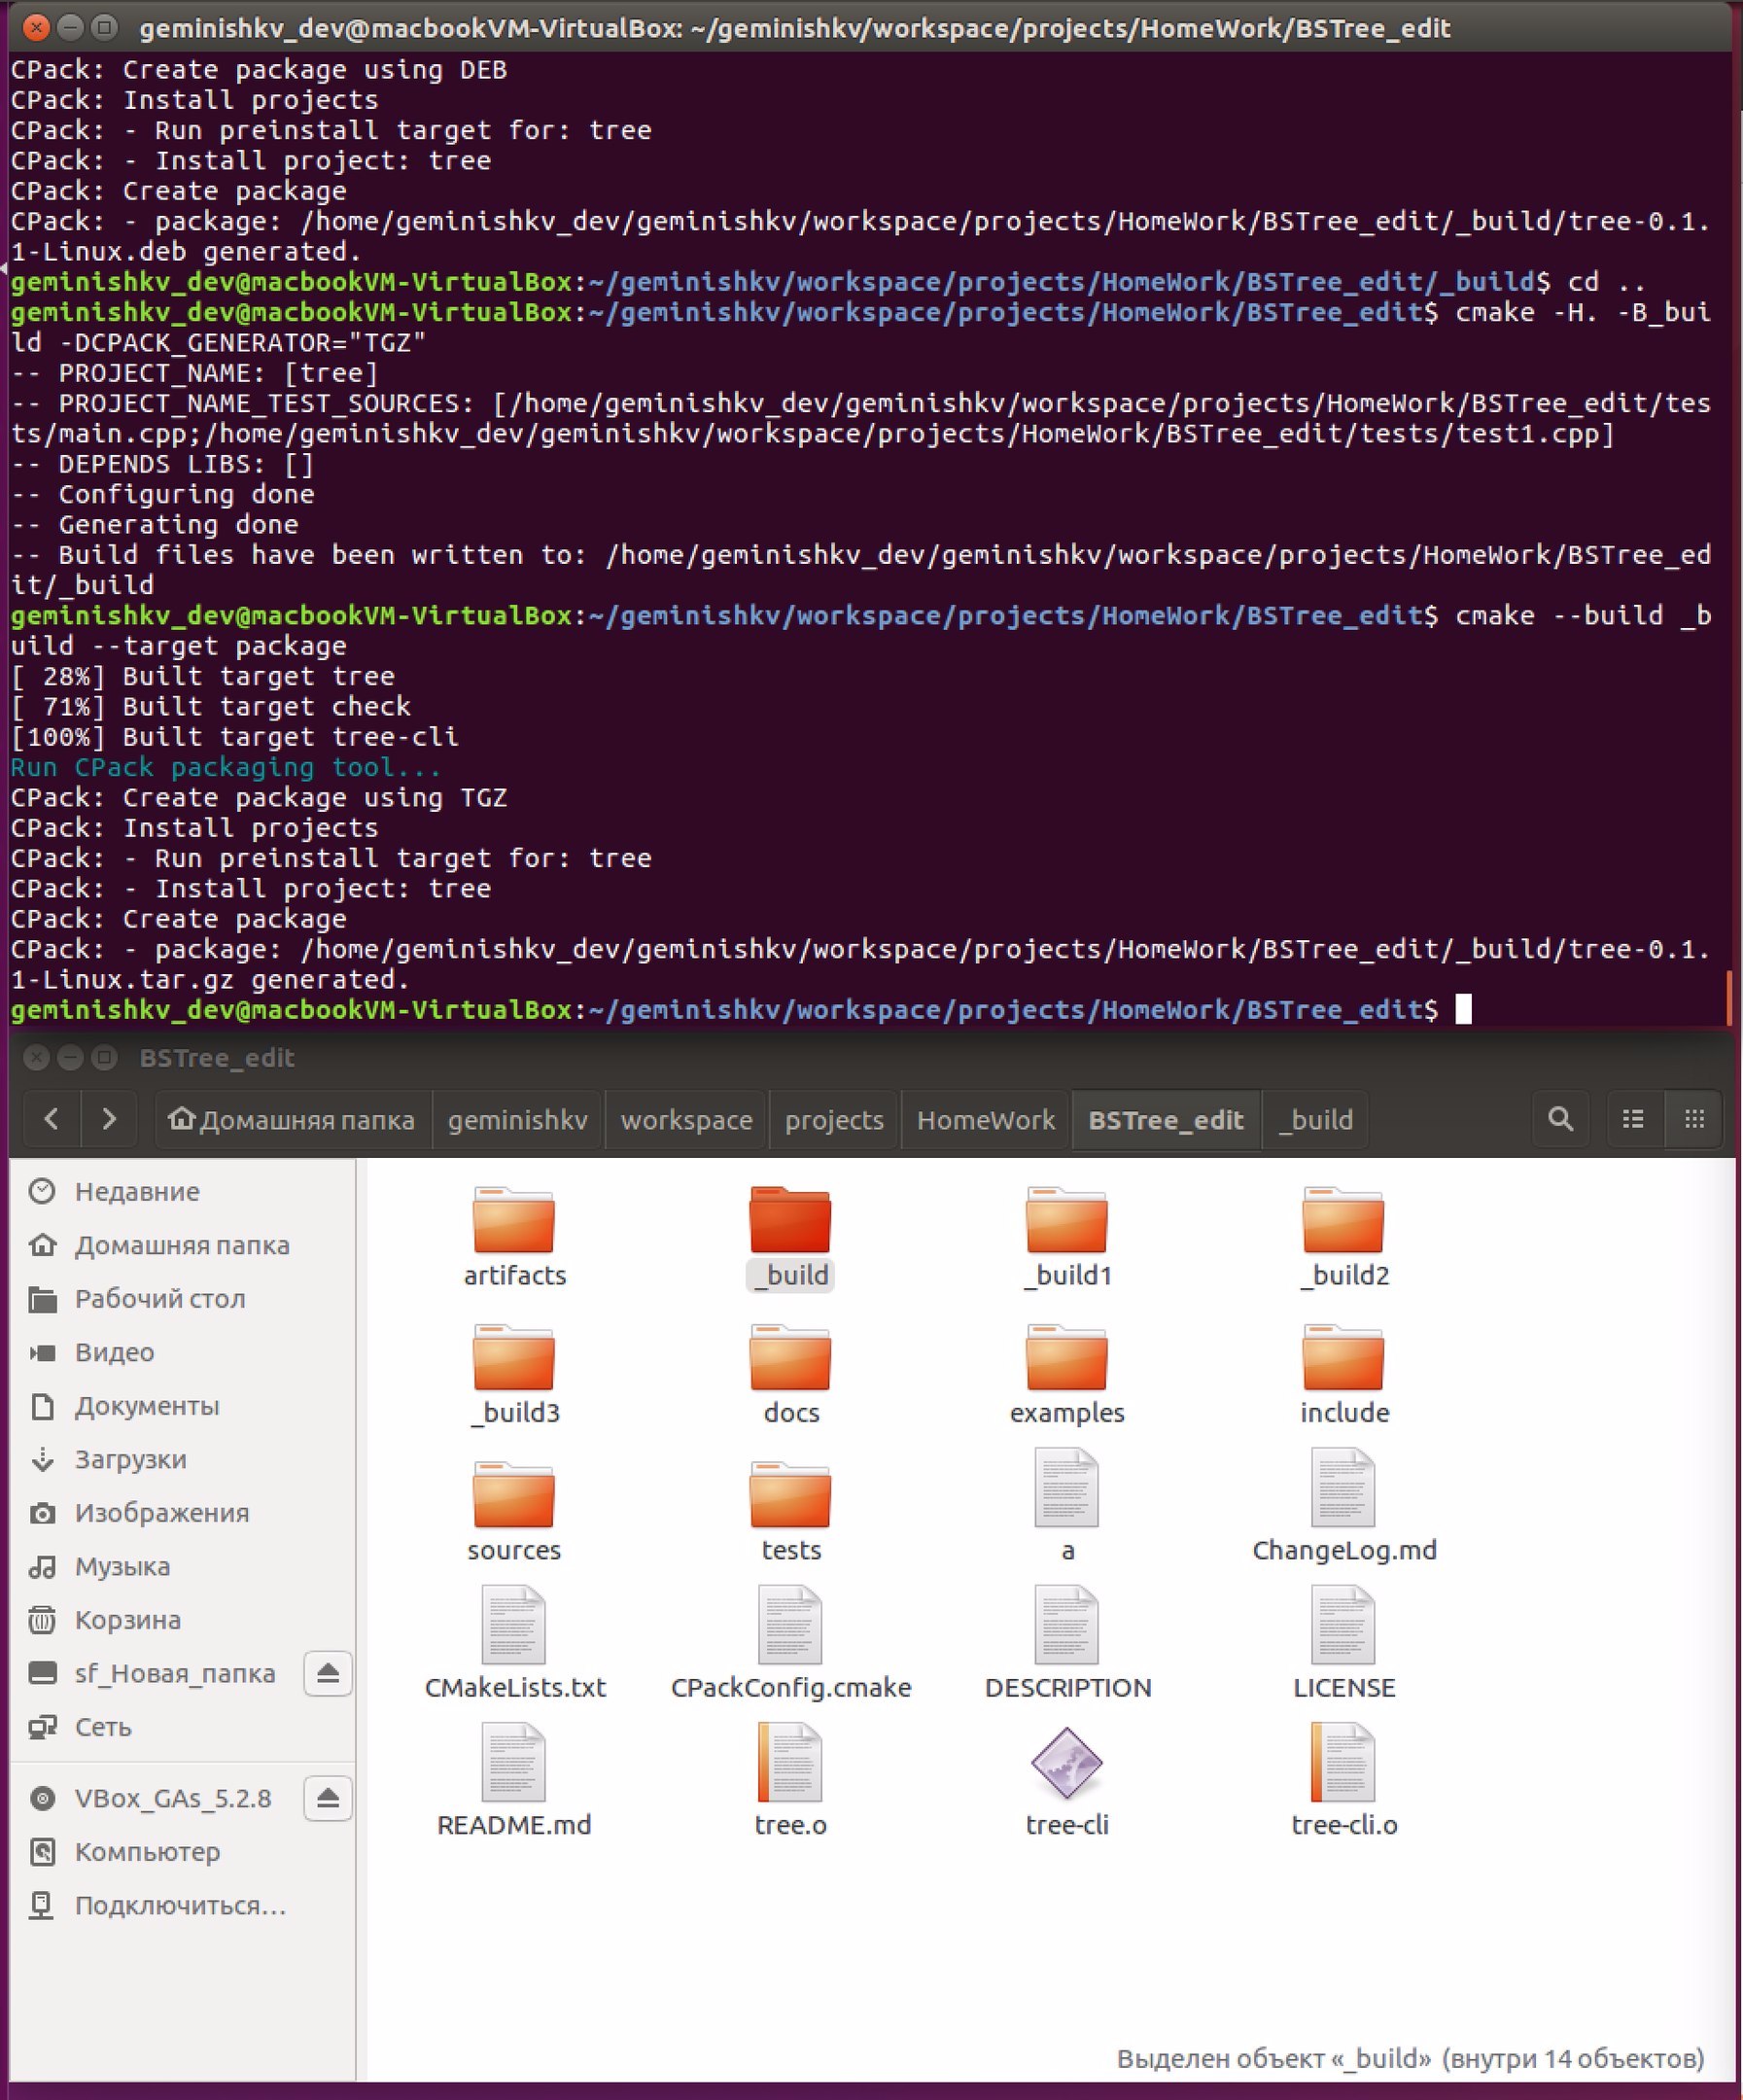 geminishkv_dev@macbookVM-VirtualBox: ~/geminishkv/workspace/projects/HomeWork/BSTree_edit
CPack: Create package using DEB
CPack: Install projects
CPack: - Run preinstall target for: tree
CPack: - Install project: tree
CPack: Create package
CPack: - package: /home/geminishkv_dev/geminishkv/workspace/projects/HomeWork/BSTree_edit/_build/tree-0.1.
1-Linux.deb generated.
geminishkv_dev@macbookVM-VirtualBox:~/geminishkv/workspace/projects/HomeWork/BSTree_edit/_build$ cd ..
geminishkv_dev@macbookVM-VirtualBox:~/geminishkv/workspace/projects/HomeWork/BSTree_edit$ cmake -H. -B_bui
ld -DCPACK_GENERATOR="TGZ"
-- PROJECT_NAME: [tree]
-- PROJECT_NAME_TEST_SOURCES: [/home/geminishkv_dev/geminishkv/workspace/projects/HomeWork/BSTree_edit/tes
ts/main.cpp;/home/geminishkv_dev/geminishkv/workspace/projects/HomeWork/BSTree_edit/tests/test1.cpp]
-- DEPENDS LIBS: []
-- Configuring done
-- Generating done
-- Build files have been written to: /home/geminishkv_dev/geminishkv/workspace/projects/HomeWork/BSTree_ed
it/_build
geminishkv_dev@macbookVM-VirtualBox:~/geminishkv/workspace/projects/HomeWork/BSTree_edit$ cmake --build _b
uild --target package
[ 28%] Built target tree
[ 71%] Built target check
[100%] Built target tree-cli
Run CPack packaging tool...
CPack: Create package using TGZ
CPack: Install projects
CPack: - Run preinstall target for: tree
CPack: - Install project: tree
CPack: Create package
CPack: - package: /home/geminishkv_dev/geminishkv/workspace/projects/HomeWork/BSTree_edit/_build/tree-0.1.
1-Linux.tar.gz generated.
geminishkv_dev@macbookVM-VirtualBox:~/geminishkv/workspace/projects/HomeWork/BSTree_edit$
BSTree_edit
Домашняя папка geminishkv workspace projects HomeWork BSTree_edit _build
Недавние
Домашняя папка
Рабочий стол
Видео
Документы
Загрузки
Изображения
Музыка
Корзина
sf_Новая_папка
Сеть
VBox_GAs_5.2.8
Компьютер
Подключиться…
artifacts _build _build1 _build2
_build3 docs examples include
sources tests a ChangeLog.md
CMakeLists.txt CPackConfig.cmake DESCRIPTION LICENSE
README.md tree.o tree-cli tree-cli.o
Выделен объект «_build» (внутри 14 объектов)